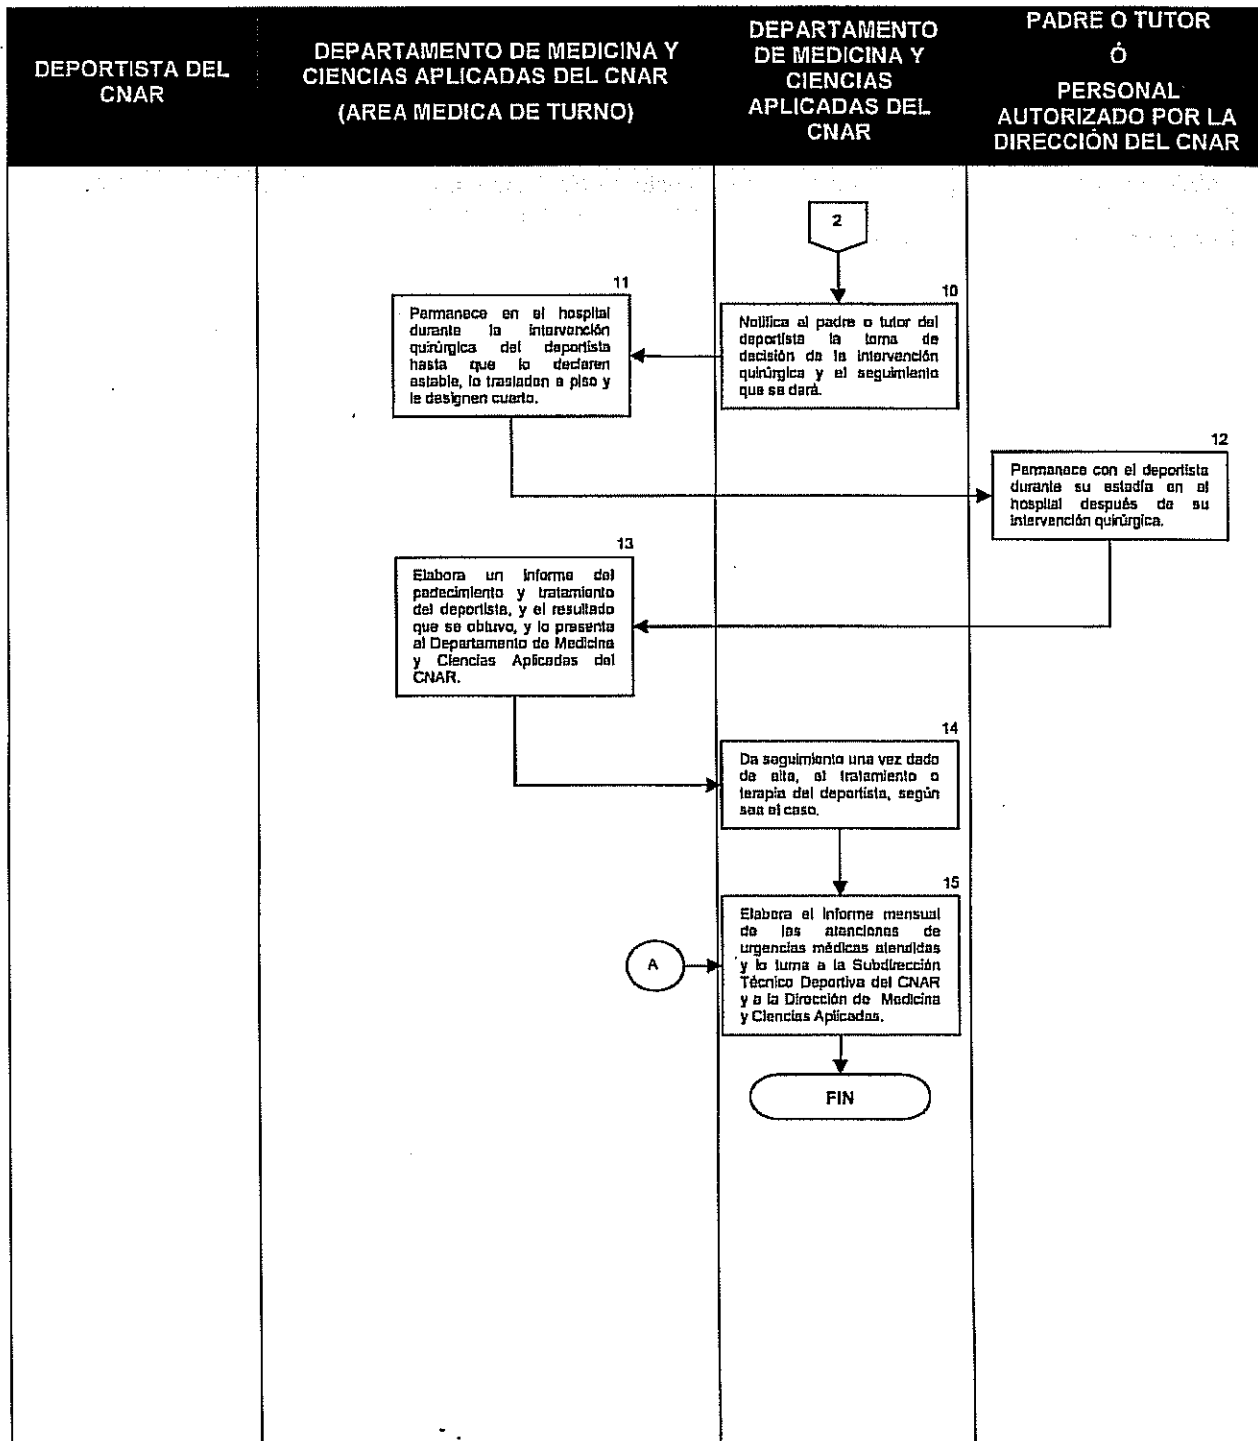 DEPORTISTA DEL
CNAR
DEPARTAMENTO DE MEDICINA Y
CIENCIAS APLICADAS DEL CNAR
(AREA MEDICA DE TURNO)
DEPARTAMENTO
DE MEDICINA Y
CIENCIAS
APLICADAS DEL
CNAR
PADRE O TUTOR
Ó
PERSONAL
AUTORIZADO POR LA
DIRECCIÓN DEL CNAR
2
10
Notifica al padre o tutor del
deportista la toma de
decisión de la intervención
quirúrgica y el seguimiento
que se dará.
11
Permanece en el hospital
durante la intervención
quirúrgica del deportista
hasta que lo declaren
estable, lo trasladen a piso y
le designen cuarto.
12
Permanece con el deportista
durante su estadía en el
hospital después de su
intervención quirúrgica.
13
Elabora un informe del
padecimiento y tratamiento
del deportista, y el resultado
que se obtuvo, y lo presenta
al Departamento de Medicina
y Ciencias Aplicadas del
CNAR.
14
Da seguimiento una vez dado
de alta, al tratamiento o
terapia del deportista, según
sea el caso.
15
Elabora el informe mensual
de las atenciones de
urgencias médicas atendidas
y lo turna a la Subdirección
Técnico Deportiva del CNAR
y a la Dirección de Medicina
y Ciencias Aplicadas.
A
FIN